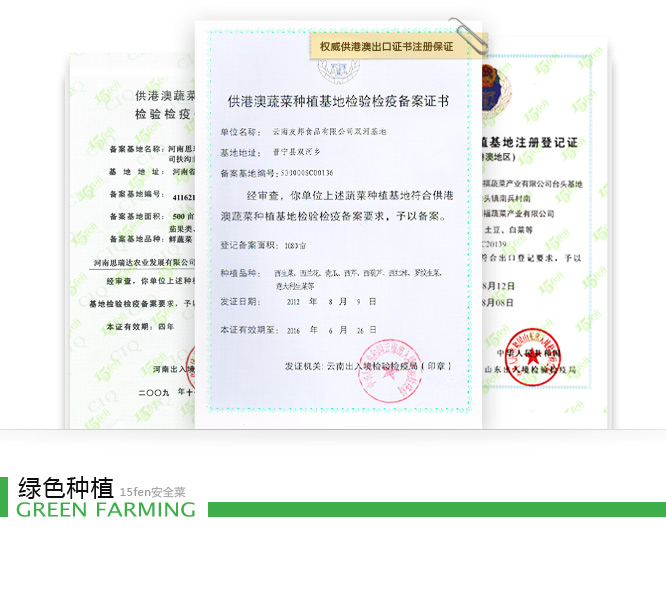 权威供港澳出口证书注册保证
供港澳蔬菜
检验检疫
备案基地名称：河南思
司扶沟
基 地 地 址：河南省
备案基地编号：
411621
备案基地面积：500 亩
茄果类、
备案基地品种：鲜蔬菜
河南思瑞达农业发展有限公司
经审查，你单位上述种植
基地检验检疫备案要求，予以
本证有效期：四年
河南出入境
二〇〇九 年十
供港澳蔬菜种植基地检验检疫备案证书
单位名称：云南友邦食品有限公司双河基地
基地地址：晋宁县双河乡
备案基地编号：530000SC00136
经审查，你单位上述蔬菜种植基地符合供港
澳蔬菜种植基地检验检疫备案要求，予以备案。
登记备案面积：1080亩
种植品种：西生菜、西兰花、瓷瓜、西芹、西葫芦、西红柿、罗绞生菜、
意大利生菜等
发证日期：2012 年 8 月 9 日
本证有效期至：2016 年 6 月 26 日
发证机关：云南出入境检验检疫局（印章）
植基地注册登记证
港澳地区）
福蔬菜产业有限公司台头基地
头镇南兵村南
福蔬菜产业有限公司
土豆、白菜等
C20139
符合出口登记要求，予以
8月12日
8月08日
中华人民共和国
山东出入境检验检疫局
绿色种植 15fen安全菜
GREEN FARMING